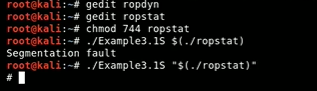 root@kali:~# gedit ropdyn
root@kali:~# gedit ropstat
root@kali:~# chmod 744 ropstat
root@kali:~# ./Example3.1S $(./ropstat)
Segmentation fault
root@kali:~# ./Example3.1S "$(./ropstat)"
#